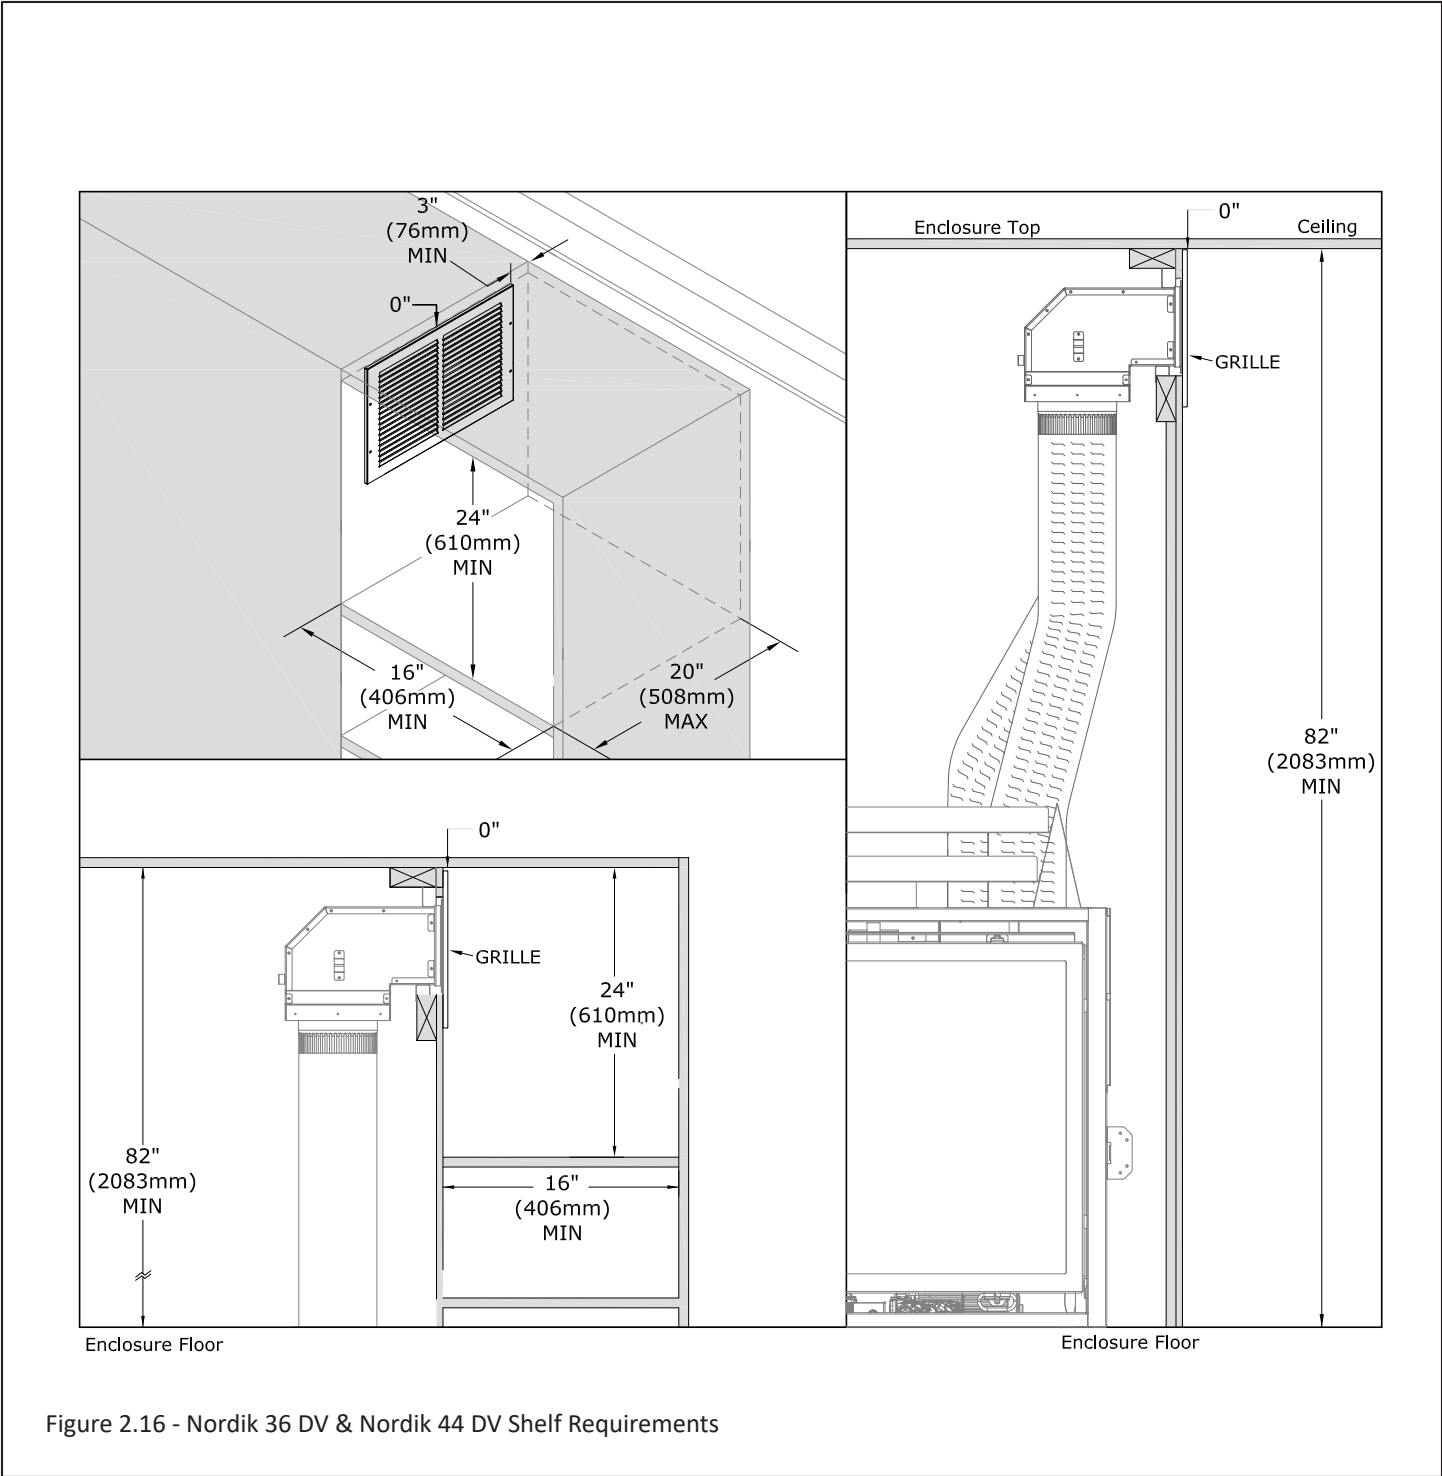 3"
(76mm)
MIN
0"
24"
(610mm)
MIN
16"
(406mm)
MIN
20"
(508mm)
MAX
Enclosure Top
0"
Ceiling
GRILLE
82"
(2083mm)
MIN
Enclosure Floor
0"
GRILLE
24"
(610mm)
MIN
82"
(2083mm)
MIN
16"
(406mm)
MIN
Enclosure Floor
Figure 2.16 - Nordik 36 DV & Nordik 44 DV Shelf Requirements